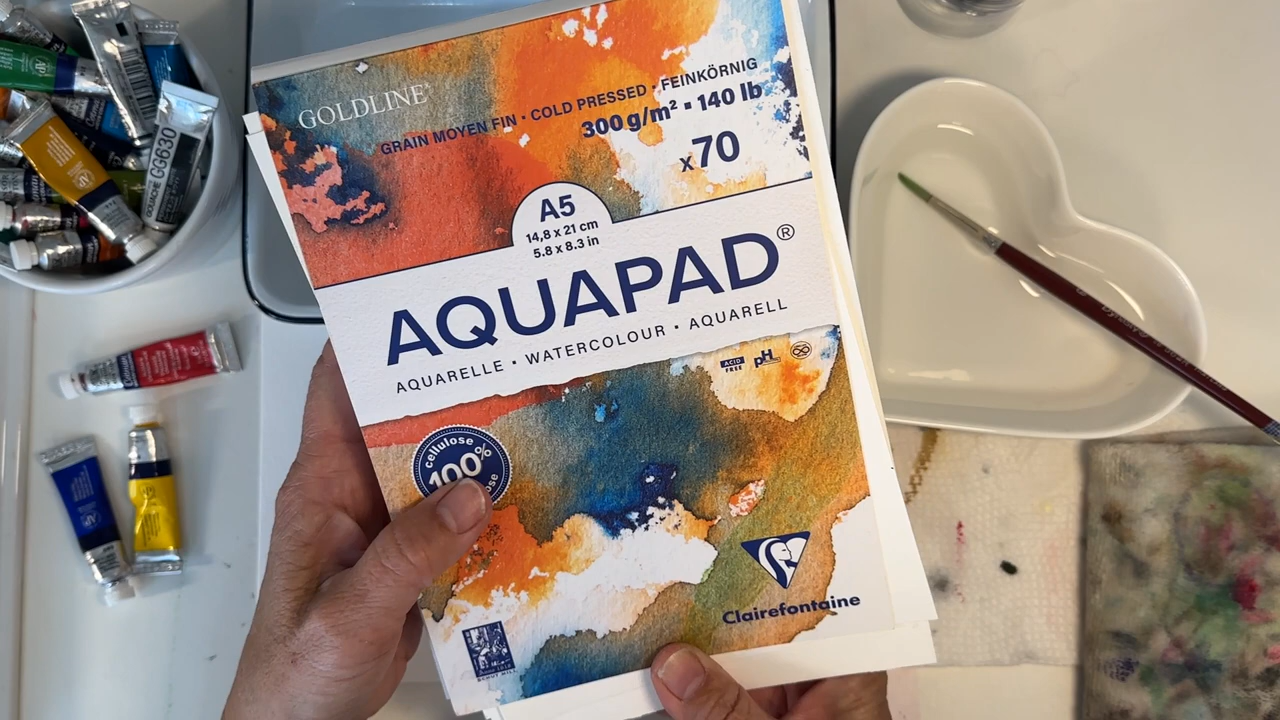 GOLDLINE®
GRAIN MOYEN FIN • COLD PRESSED • FEINKÖRNIG
300 g/m² ▪ 140 lb
x70
A5
14,8 x 21 cm
5.8 x 8.3 in
AQUAPAD®
AQUARELLE • WATERCOLOUR • AQUARELL
ACID
FREE
pH
cellulose
100%
Clairefontaine
GG630